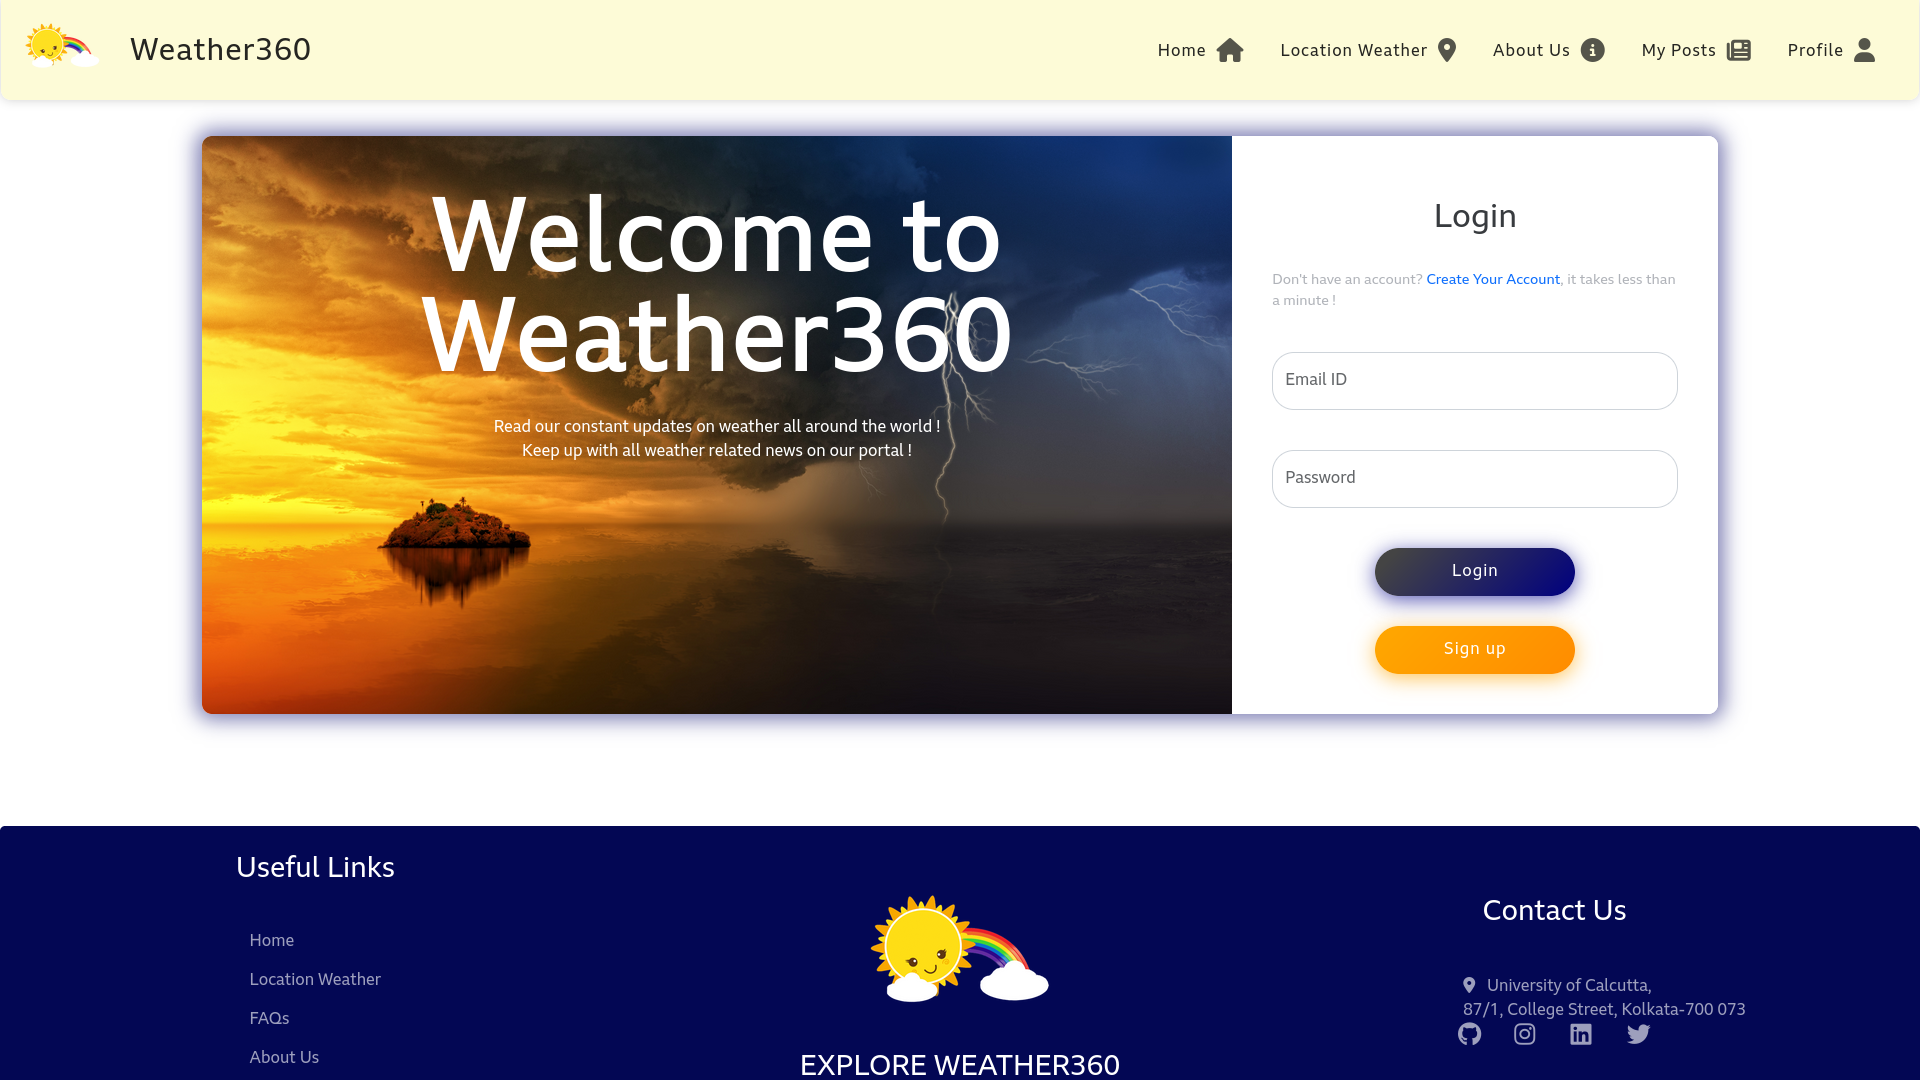 Weather360
Home
Location Weather
About Us
My Posts
Profile
Welcome to
Weather360
Read our constant updates on weather all around the world !
Keep up with all weather related news on our portal !
Login
Don't have an account? Create Your Account, it takes less than
a minute !
Email ID
Password
Login
Sign up
Useful Links
Home
Location Weather
FAQs
About Us
EXPLORE WEATHER360
Contact Us
University of Calcutta,
87/1, College Street, Kolkata-700 073